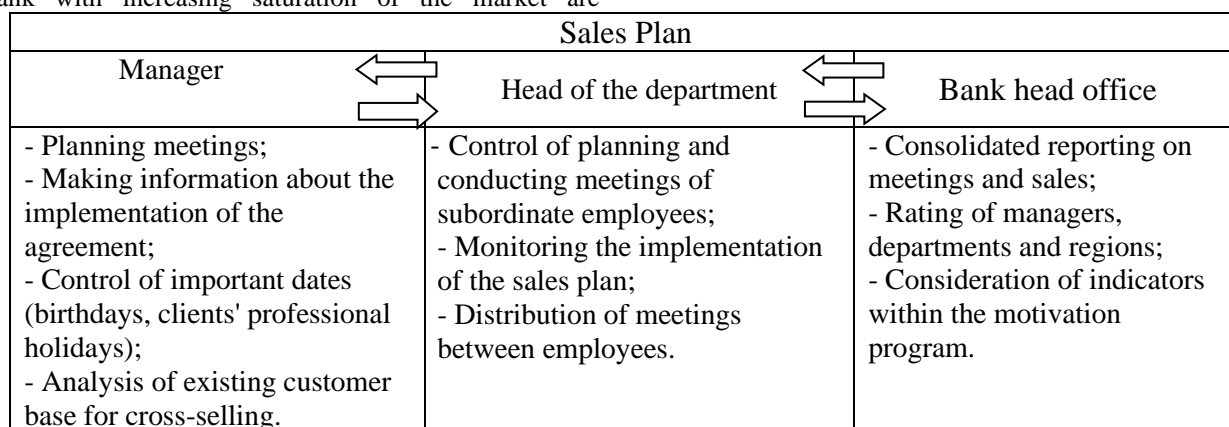 bank with increasing saturation of the market are
Sales Plan
Manager
Head of the department
Bank head office
- Planning meetings;
- Making information about the
implementation of the
agreement;
- Control of important dates
(birthdays, clients' professional
holidays);
- Analysis of existing customer
base for cross-selling.
- Control of planning and
conducting meetings of
subordinate employees;
- Monitoring the implementation
of the sales plan;
- Distribution of meetings
between employees.
- Consolidated reporting on
meetings and sales;
- Rating of managers,
departments and regions;
- Consideration of indicators
within the motivation
program.